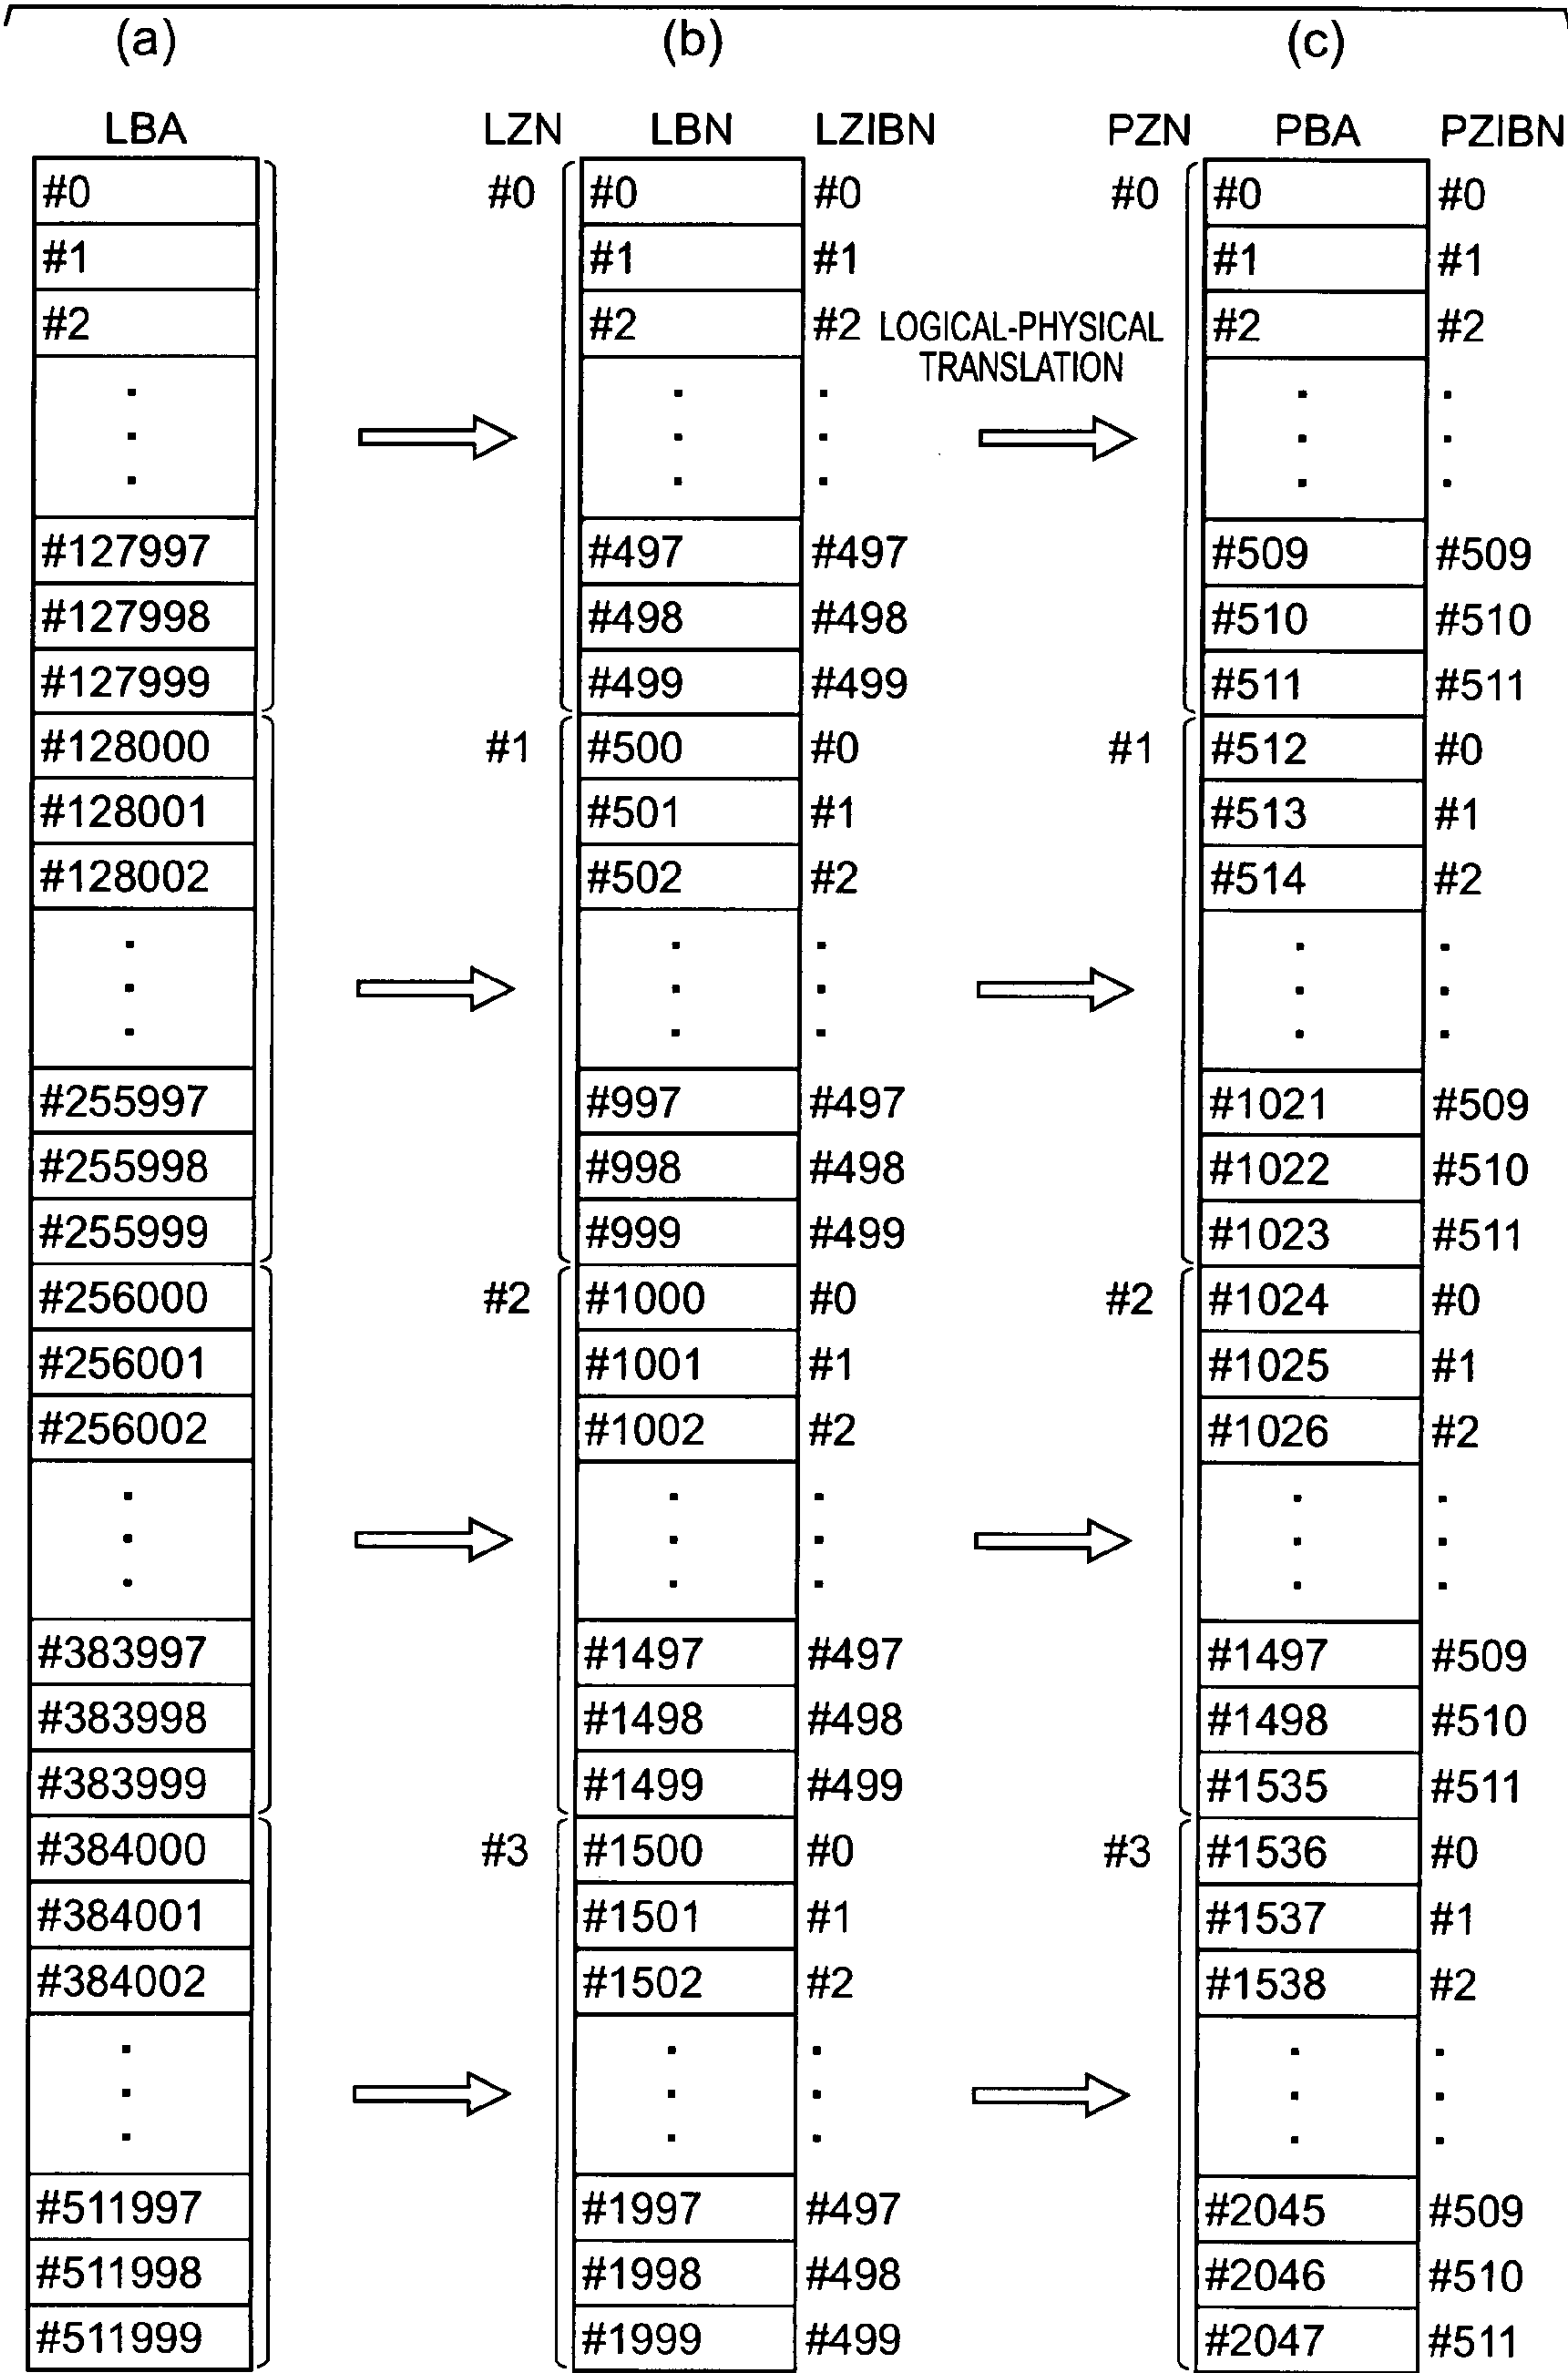 (a) (b) (c)
LBA LZN LBN LZIBN PZN PBA PZIBN
#0 #0 #0 #0 #0 #0 #0
#1 #1 #1 #1 #1
#2 #2 #2 LOGICAL-PHYSICAL #2 #2
TRANSLATION
#127997 #497 #497 #509 #509
#127998 #498 #498 #510 #510
#127999 #499 #499 #511 #511
#128000 #1 #500 #0 #1 #512 #0
#128001 #501 #1 #513 #1
#128002 #502 #2 #514 #2
#255997 #997 #497 #1021 #509
#255998 #998 #498 #1022 #510
#255999 #999 #499 #1023 #511
#256000 #2 #1000 #0 #2 #1024 #0
#256001 #1001 #1 #1025 #1
#256002 #1002 #2 #1026 #2
#383997 #1497 #497 #1497 #509
#383998 #1498 #498 #1498 #510
#383999 #1499 #499 #1535 #511
#384000 #3 #1500 #0 #3 #1536 #0
#384001 #1501 #1 #1537 #1
#384002 #1502 #2 #1538 #2
#511997 #1997 #497 #2045 #509
#511998 #1998 #498 #2046 #510
#511999 #1999 #499 #2047 #511